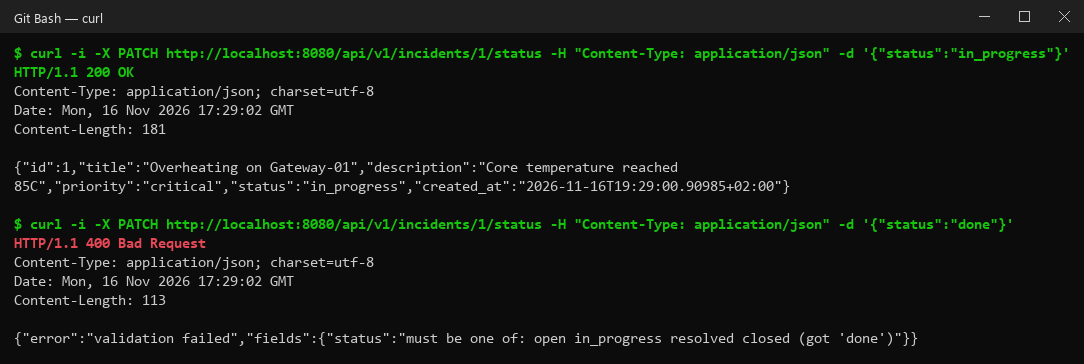 Git Bash — curl
$ curl -i -X PATCH http://localhost:8080/api/v1/incidents/1/status -H "Content-Type: application/json" -d '{"status":"in_progress"}'
HTTP/1.1 200 OK
Content-Type: application/json; charset=utf-8
Date: Mon, 16 Nov 2026 17:29:02 GMT
Content-Length: 181
{"id":1,"title":"Overheating on Gateway-01","description":"Core temperature reached
85C","priority":"critical","status":"in_progress","created_at":"2026-11-16T19:29:00.90985+02:00"}
$ curl -i -X PATCH http://localhost:8080/api/v1/incidents/1/status -H "Content-Type: application/json" -d '{"status":"done"}'
HTTP/1.1 400 Bad Request
Content-Type: application/json; charset=utf-8
Date: Mon, 16 Nov 2026 17:29:02 GMT
Content-Length: 113
{"error":"validation failed","fields":{"status":"must be one of: open in_progress resolved closed (got 'done')"}}